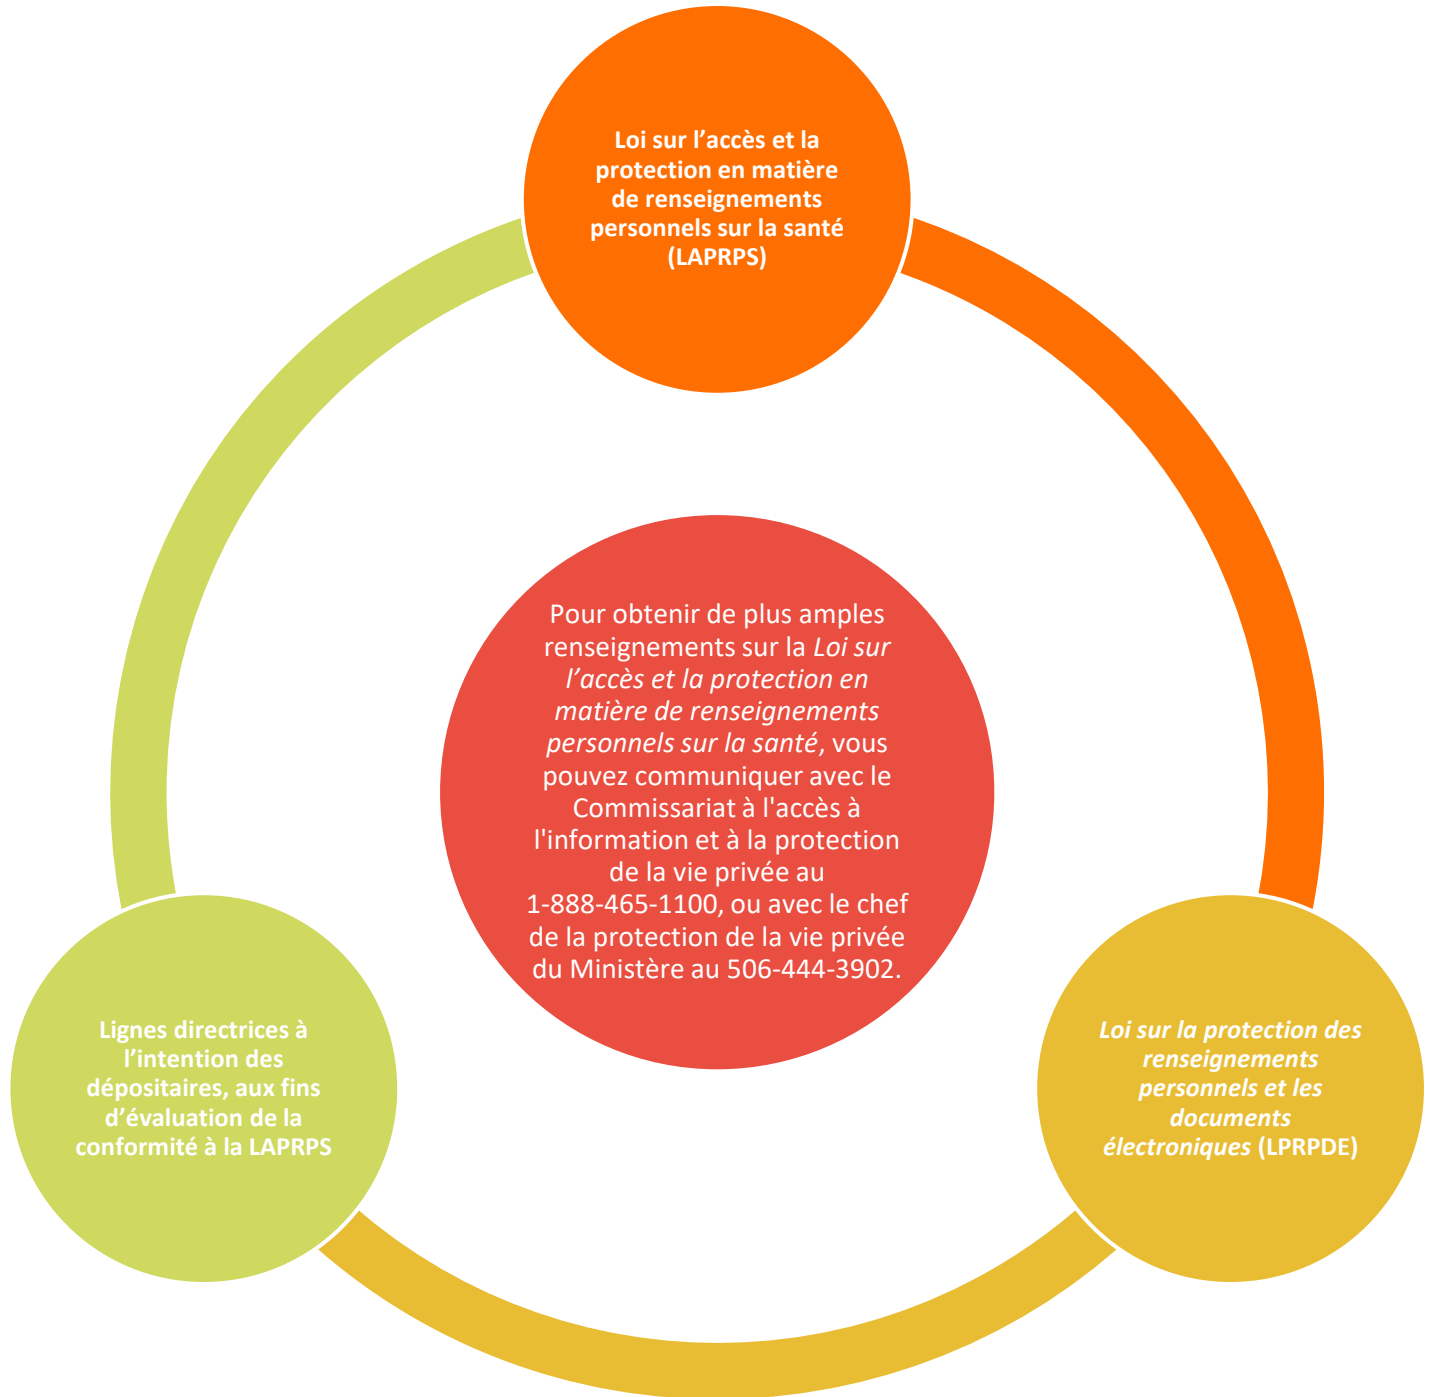 Loi sur l’accès et la
protection en matière
de renseignements
personnels sur la santé
(LAPRPS)
Pour obtenir de plus amples
renseignements sur la Loi sur
l’accès et la protection en
matière de renseignements
personnels sur la santé, vous
pouvez communiquer avec le
Commissariat à l'accès à
l'information et à la protection
de la vie privée au
1-888-465-1100, ou avec le chef
de la protection de la vie privée
du Ministère au 506-444-3902.
Lignes directrices à
l’intention des
dépositaires, aux fins
d’évaluation de la
conformité à la LAPRPS
Loi sur la protection des
renseignements
personnels et les
documents
électroniques (LPRPDE)